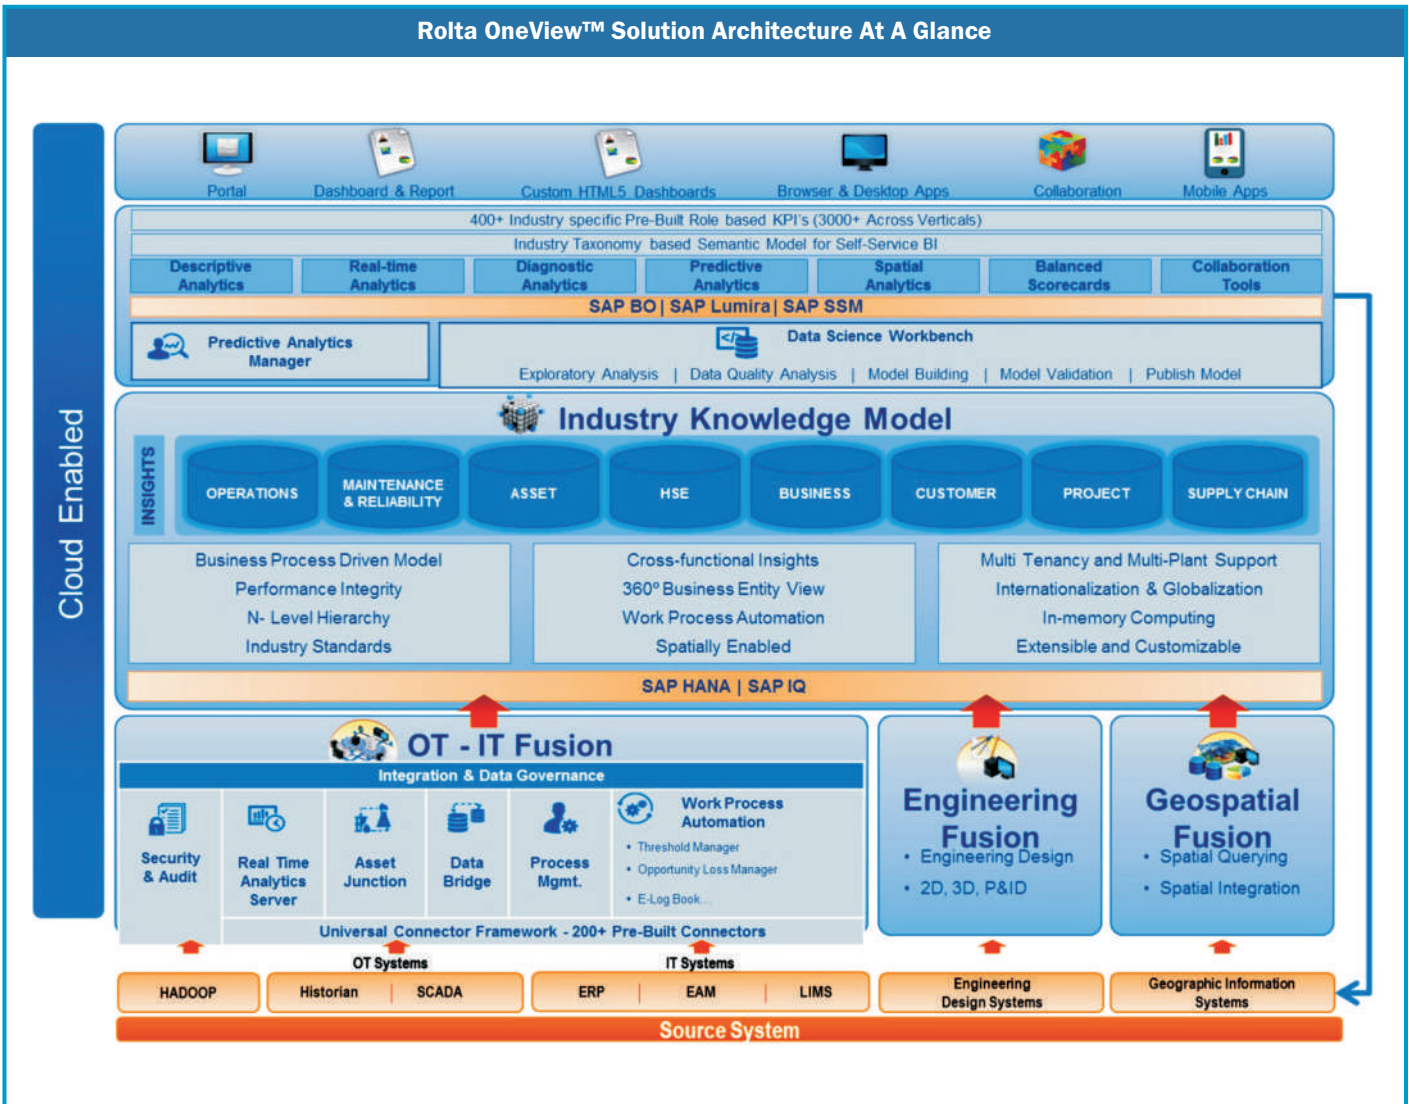 Rolta OneView™ Solution Architecture At A Glance
Cloud Enabled
Portal
Dashboard & Report
Custom HTML5 Dashboards
Browser & Desktop Apps
Collaboration
Mobile Apps
400+ Industry specific Pre-Built Role based KPI's (3000+ Across Verticals)
Industry Taxonomy based Semantic Model for Self-Service BI
Descriptive
Analytics
Real-time
Analytics
Diagnostic
Analytics
Predictive
Analytics
Spatial
Analytics
Balanced
Scorecards
Collaboration
Tools
SAP BO | SAP Lumira | SAP SSM
Predictive Analytics
Manager
Data Science Workbench
Exploratory Analysis | Data Quality Analysis | Model Building | Model Validation | Publish Model
Industry Knowledge Model
INSIGHTS
OPERATIONS
MAINTENANCE
& RELIABILITY
ASSET
HSE
BUSINESS
CUSTOMER
PROJECT
SUPPLY CHAIN
Business Process Driven Model
Performance Integrity
N- Level Hierarchy
Industry Standards
Cross-functional Insights
360º Business Entity View
Work Process Automation
Spatially Enabled
Multi Tenancy and Multi-Plant Support
Internationalization & Globalization
In-memory Computing
Extensible and Customizable
SAP HANA | SAP IQ
OT - IT Fusion
Integration & Data Governance
Security
& Audit
Real Time
Analytics
Server
Asset
Junction
Data
Bridge
Process
Mgmt.
Work Process
Automation
• Threshold Manager
• Opportunity Loss Manager
• E-Log Book...
Universal Connector Framework - 200+ Pre-Built Connectors
Engineering
Fusion
• Engineering Design
• 2D, 3D, P&ID
Geospatial
Fusion
• Spatial Querying
• Spatial Integration
OT Systems
IT Systems
HADOOP
Historian | SCADA
ERP | EAM | LIMS
Engineering
Design Systems
Geographic Information
Systems
Source System